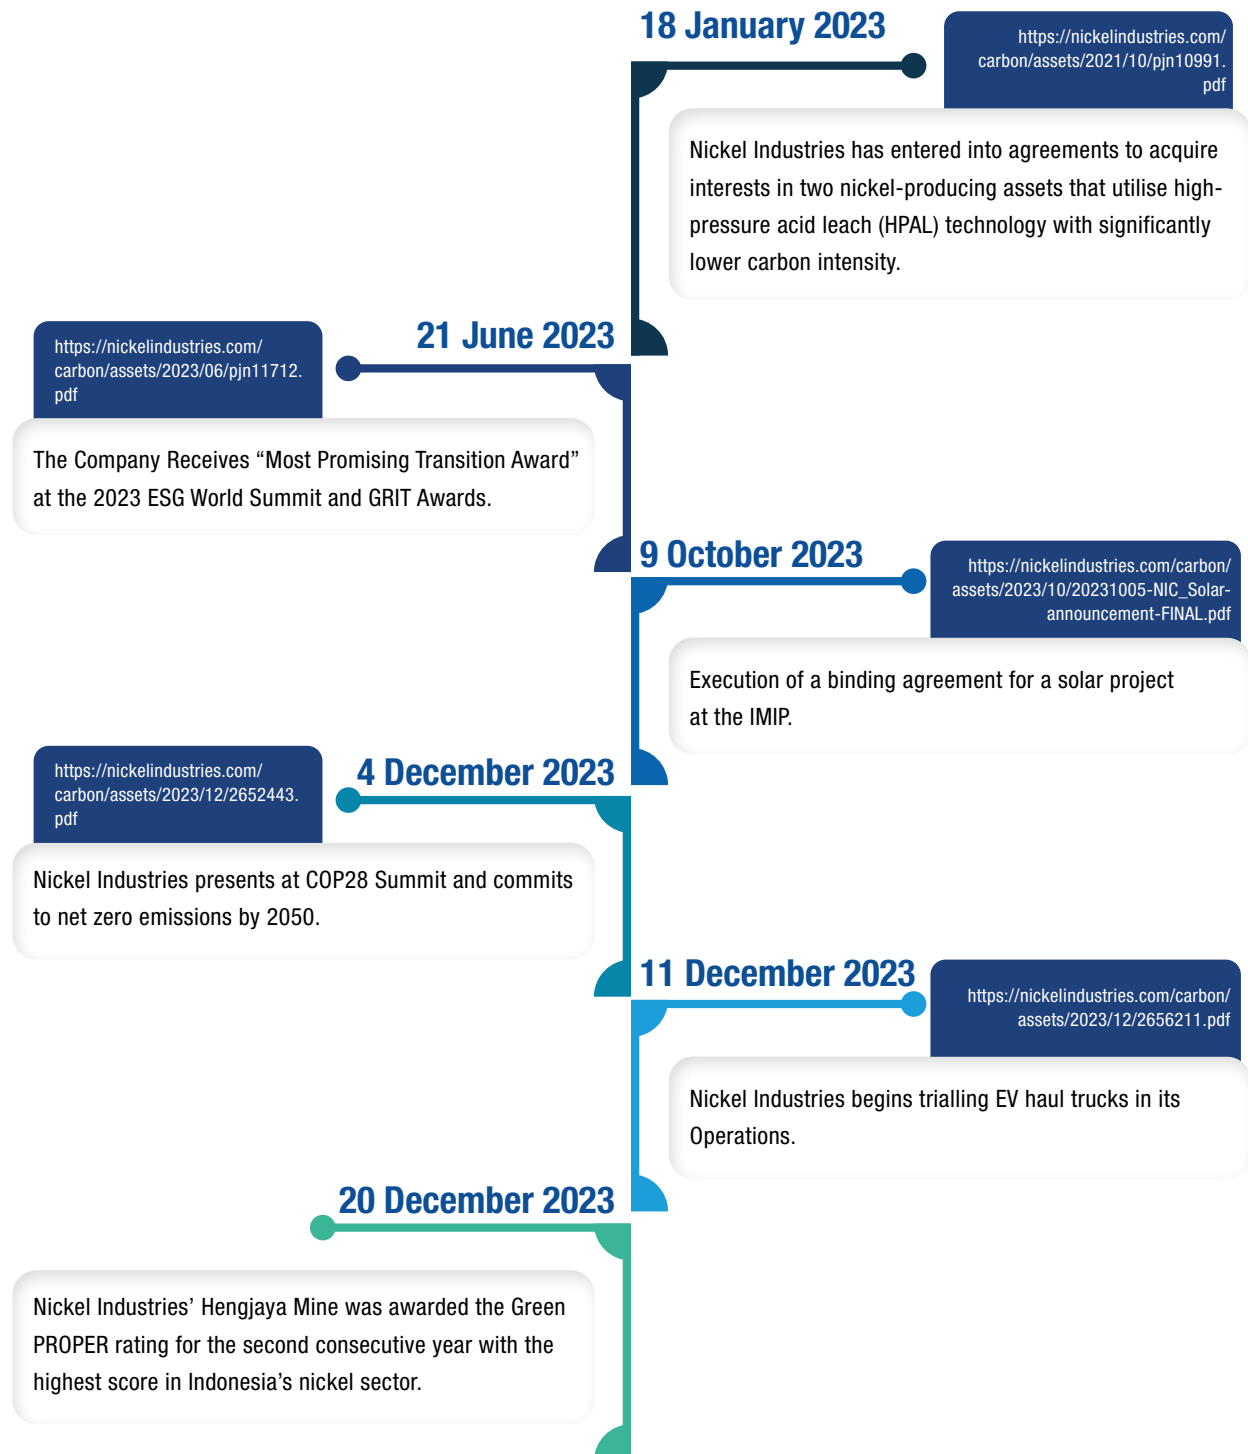 18 January 2023
https://nickelindustries.com/
carbon/assets/2021/10/pjn10991.
pdf
Nickel Industries has entered into agreements to acquire
interests in two nickel-producing assets that utilise high-
pressure acid leach (HPAL) technology with significantly
lower carbon intensity.
21 June 2023
https://nickelindustries.com/
carbon/assets/2023/06/pjn11712.
pdf
The Company Receives “Most Promising Transition Award”
at the 2023 ESG World Summit and GRIT Awards.
9 October 2023
https://nickelindustries.com/carbon/
assets/2023/10/20231005-NIC_Solar-
announcement-FINAL.pdf
Execution of a binding agreement for a solar project
at the IMIP.
4 December 2023
https://nickelindustries.com/
carbon/assets/2023/12/2652443.
pdf
Nickel Industries presents at COP28 Summit and commits
to net zero emissions by 2050.
11 December 2023
https://nickelindustries.com/carbon/
assets/2023/12/2656211.pdf
Nickel Industries begins trialling EV haul trucks in its
Operations.
20 December 2023
Nickel Industries’ Hengjaya Mine was awarded the Green
PROPER rating for the second consecutive year with the
highest score in Indonesia’s nickel sector.